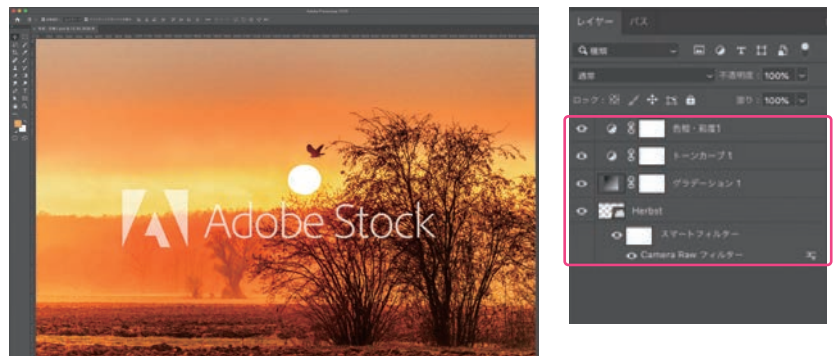 Adobe Stock
レイヤー パス
種類
通常 不透明度: 100%
ロック: 塗り: 100%
色相・彩度1
トーンカーブ 1
グラデーション 1
Herbst
スマートフィルター
Camera Raw フィルター